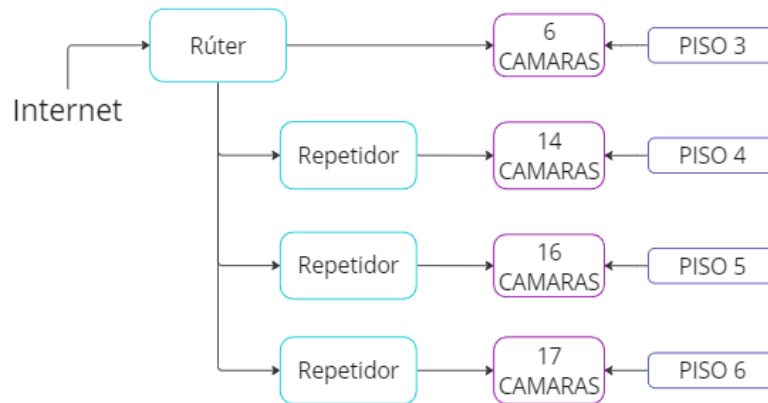 Internet
Rúter
6
CAMARAS
PISO 3
Repetidor
14
CAMARAS
PISO 4
Repetidor
16
CAMARAS
PISO 5
Repetidor
17
CAMARAS
PISO 6